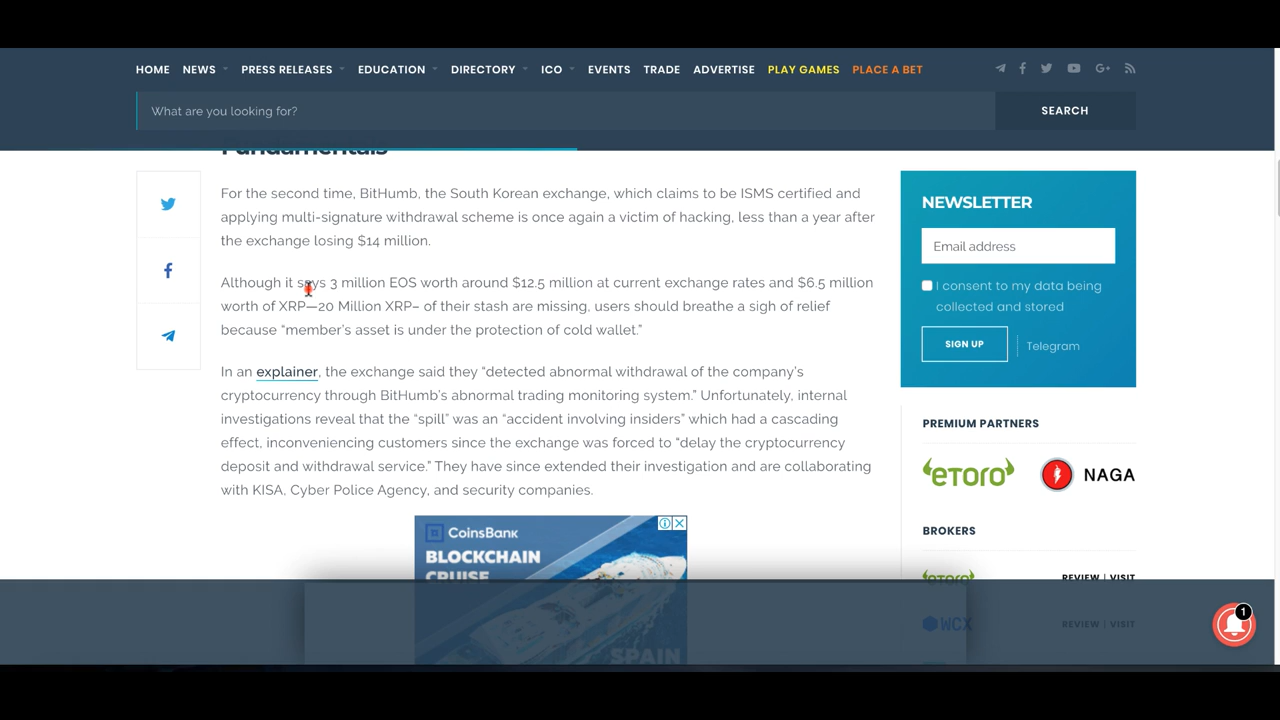 HOME NEWS PRESS RELEASES EDUCATION DIRECTORY ICO EVENTS TRADE ADVERTISE PLAY GAMES PLACE A BET
What are you looking for?
SEARCH
Fundamentals
For the second time, BitHumb, the South Korean exchange, which claims to be ISMS certified and
applying multi-signature withdrawal scheme is once again a victim of hacking, less than a year after
the exchange losing $14 million.
Although it says 3 million EOS worth around $12.5 million at current exchange rates and $6.5 million
worth of XRP—20 Million XRP– of their stash are missing, users should breathe a sigh of relief
because “member’s asset is under the protection of cold wallet.”
In an explainer, the exchange said they “detected abnormal withdrawal of the company’s
cryptocurrency through BitHumb’s abnormal trading monitoring system.” Unfortunately, internal
investigations reveal that the “spill” was an “accident involving insiders” which had a cascading
effect, inconveniencing customers since the exchange was forced to “delay the cryptocurrency
deposit and withdrawal service.” They have since extended their investigation and are collaborating
with KISA, Cyber Police Agency, and security companies.
COINSBANK
BLOCKCHAIN
CRUISE
SPAIN
NEWSLETTER
Email address
I consent to my data being
collected and stored
SIGN UP
Telegram
PREMIUM PARTNERS
eToro
NAGA
BROKERS
eToro
REVIEW | VISIT
WCX
REVIEW | VISIT
1